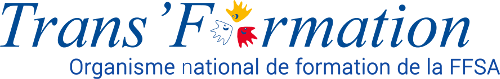 Trans'Formation
Organisme national de formation de la FFSA